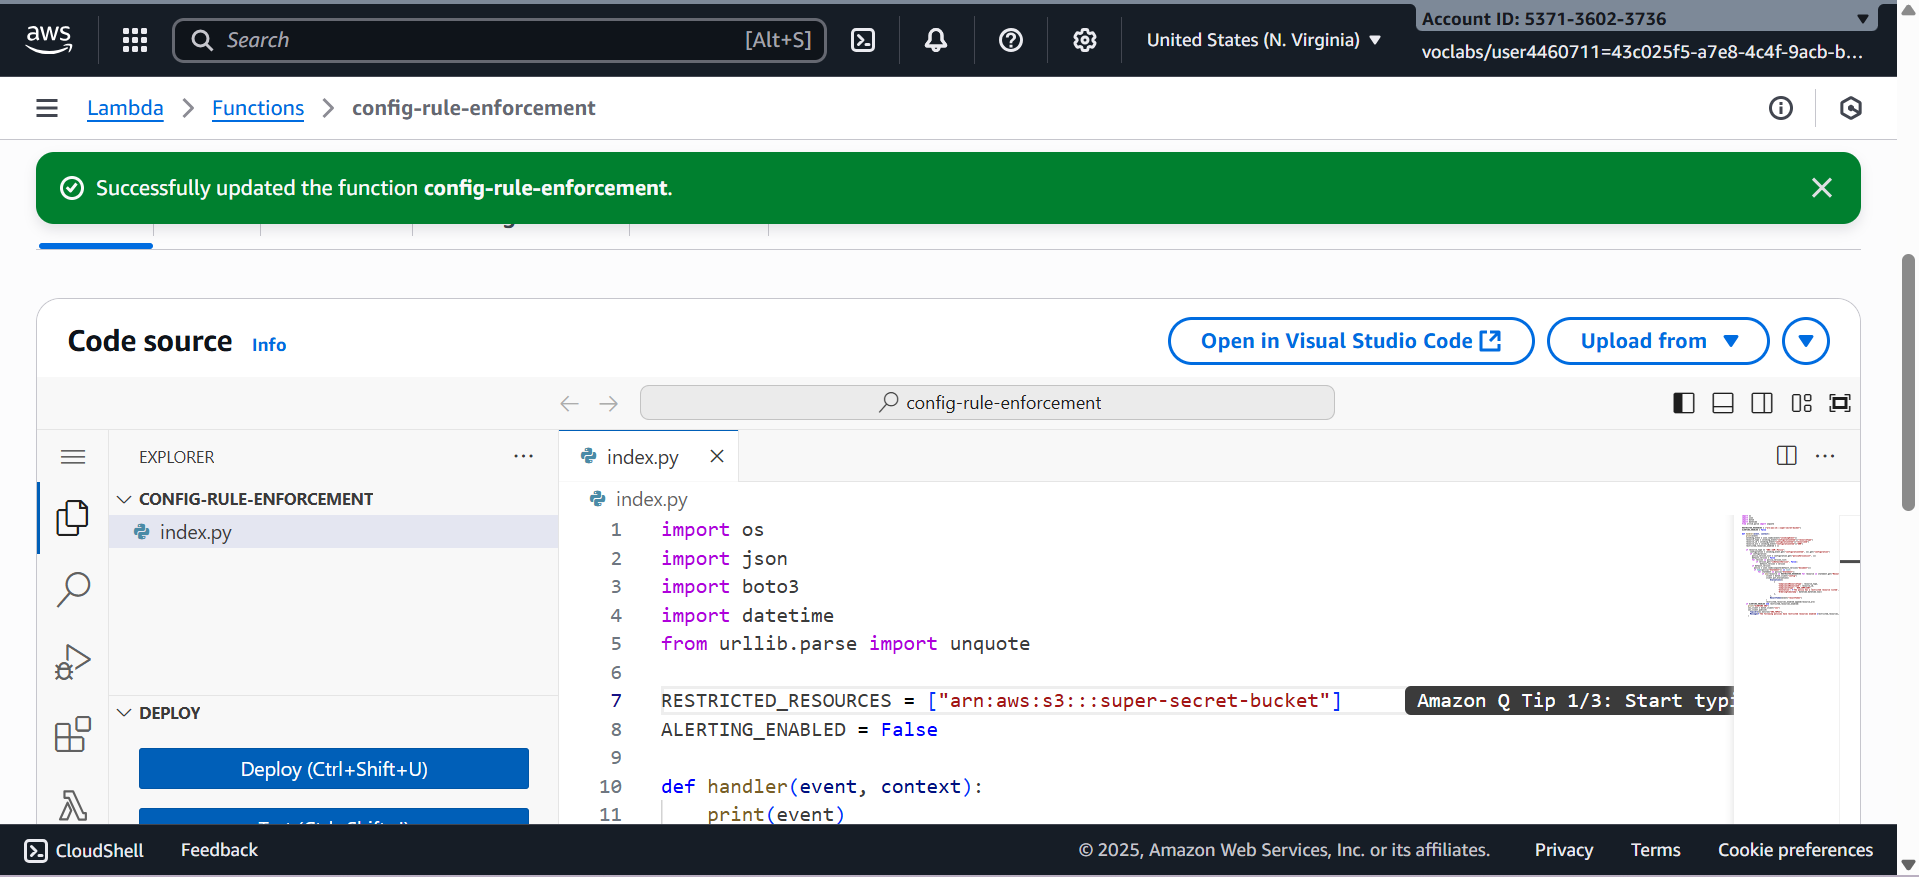 aws
Search
[Alt+S]
United States (N. Virginia)
Account ID: 5371-3602-3736
voclabs/user4460711=43c025f5-a7e8-4c4f-9acb-b...
Lambda
Functions
config-rule-enforcement
Successfully updated the function config-rule-enforcement.
Code source
Info
Open in Visual Studio Code
Upload from
config-rule-enforcement
EXPLORER
CONFIG-RULE-ENFORCEMENT
index.py
DEPLOY
Deploy (Ctrl+Shift+U)
index.py
index.py
1 import os
2 import json
3 import boto3
4 import datetime
5 from urllib.parse import unquote
6
7 RESTRICTED_RESOURCES = ["arn:aws:s3:::super-secret-bucket"]
Amazon Q Tip 1/3: Start typi
8 ALERTING_ENABLED = False
9
10 def handler(event, context):
11 print(event)
CloudShell
Feedback
© 2025, Amazon Web Services, Inc. or its affiliates.
Privacy
Terms
Cookie preferences